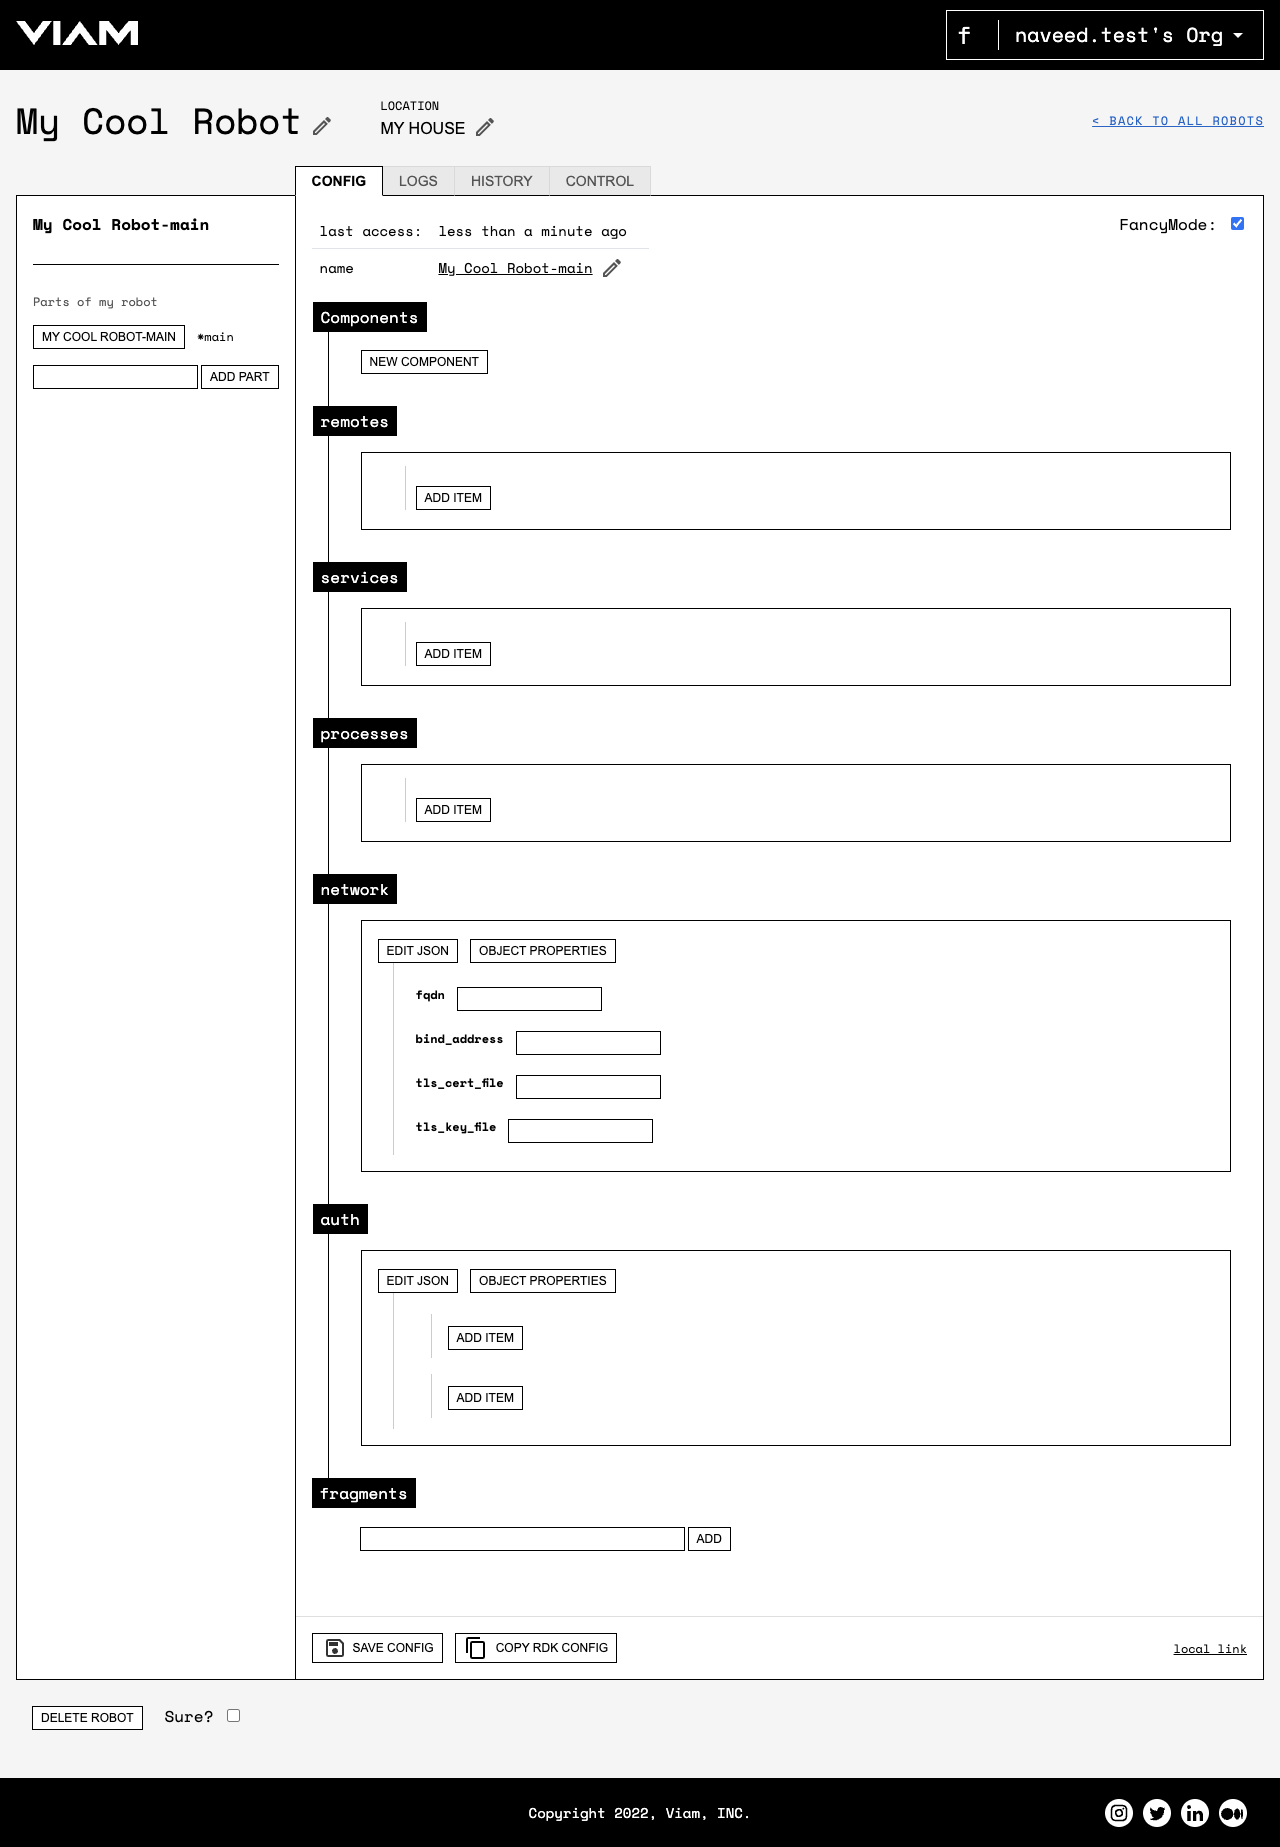 VIAM
f naveed.test's Org
My Cool Robot
LOCATION
MY HOUSE
< BACK TO ALL ROBOTS
CONFIG LOGS HISTORY CONTROL
My Cool Robot-main
Parts of my robot
MY COOL ROBOT-MAIN *main
ADD PART
last access: less than a minute ago
FancyMode:
name My Cool Robot-main
Components
NEW COMPONENT
remotes
ADD ITEM
services
ADD ITEM
processes
ADD ITEM
network
EDIT JSON OBJECT PROPERTIES
fqdn
bind_address
tls_cert_file
tls_key_file
auth
EDIT JSON OBJECT PROPERTIES
ADD ITEM
ADD ITEM
fragments
ADD
SAVE CONFIG COPY RDK CONFIG local link
DELETE ROBOT Sure?
Copyright 2022, Viam, INC.